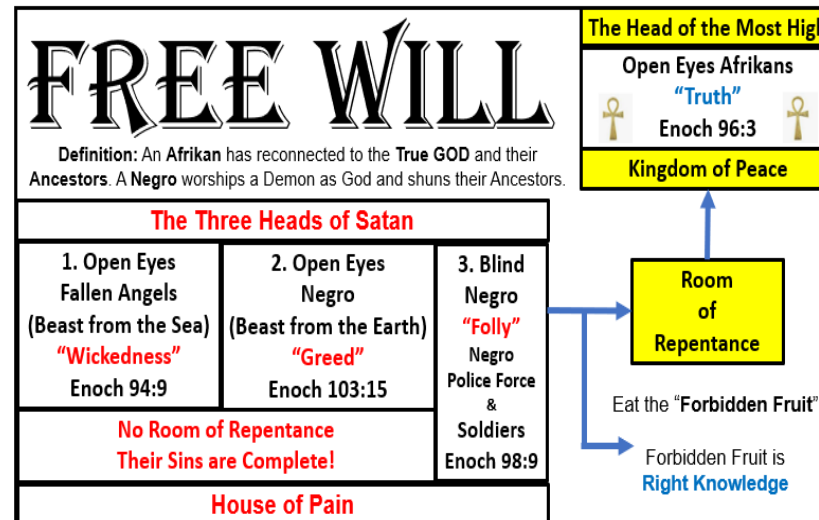 FREE WILL
Definition: An Afrikan has reconnected to the True GOD and their
Ancestors. A Negro worships a Demon as God and shuns their Ancestors.
The Head of the Most High
Open Eyes Afrikans
“Truth”
Enoch 96:3
Kingdom of Peace
The Three Heads of Satan
1. Open Eyes
Fallen Angels
(Beast from the Sea)
“Wickedness”
Enoch 94:9
2. Open Eyes
Negro
(Beast from the Earth)
“Greed”
Enoch 103:15
3. Blind
Negro
“Folly”
Negro
Police Force
&
Soldiers
Enoch 98:9
No Room of Repentance
Their Sins are Complete!
House of Pain
Room
of
Repentance
Eat the “Forbidden Fruit”
Forbidden Fruit is
Right Knowledge